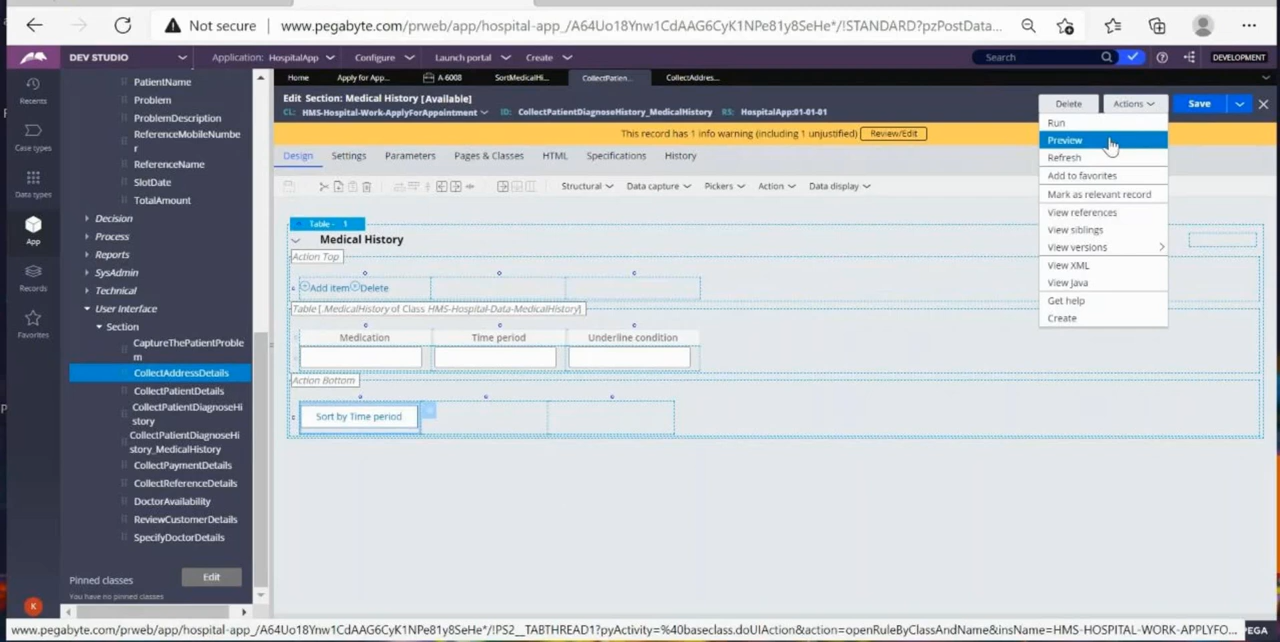 Not secure www.pegabyte.com/prweb/app/hospital-app_/A64Uo18Ynw1CdAAG6CyK1NPe81y8SeHe*/!STANDARD?pzPostData...
DEV STUDIO Application: HospitalApp Configure Launch portal Create Search DEVELOPMENT
Home Apply for App... A-6008 SortMedicalHi... CollectPatien... CollectAddres...
Recents
Case types
Data types
App
Records
Favorites
K
PatientName
Problem
ProblemDescription
ReferenceMobileNumbe
r
ReferenceName
SlotDate
TotalAmount
Decision
Process
Reports
SysAdmin
Technical
User Interface
Section
CaptureThePatientProble
m
CollectAddressDetails
CollectPatientDetails
CollectPatientDiagnoseHi
story
CollectPatientDiagnoseHi
story_MedicalHistory
CollectPaymentDetails
CollectReferenceDetails
DoctorAvailability
ReviewCustomerDetails
SpecifyDoctorDetails
Pinned classes Edit
You have no pinned classes
Edit Section: Medical History [Available]
CL: HMS-Hospital-Work-ApplyForAppointment ID: CollectPatientDiagnoseHistory_MedicalHistory RS: HospitalApp:01-01-01
Delete Actions Save
This record has 1 info warning (including 1 unjustified) Review/Edit
Run
Preview
Refresh
Add to favorites
Mark as relevant record
View references
View siblings
View versions
View XML
View Java
Get help
Create
Design Settings Parameters Pages & Classes HTML Specifications History
Structural Data capture Pickers Action Data display
Table - 1
Medical History
Action Top
Add item Delete
Table [.MedicalHistory of Class HMS-Hospital-Data-MedicalHistory]
Medication Time period Underline condition
Action Bottom
Sort by Time period
www.pegabyte.com/prweb/app/hospital-app_/A64Uo18Ynw1CdAAG6CyK1NPe81y8SeHe*/!PS2__TABTHREAD1?pyActivity=%40baseclass.doUIAction&action=openRuleByClassAndName&insName=HMS-HOSPITAL-WORK-APPLYFO... PEGA